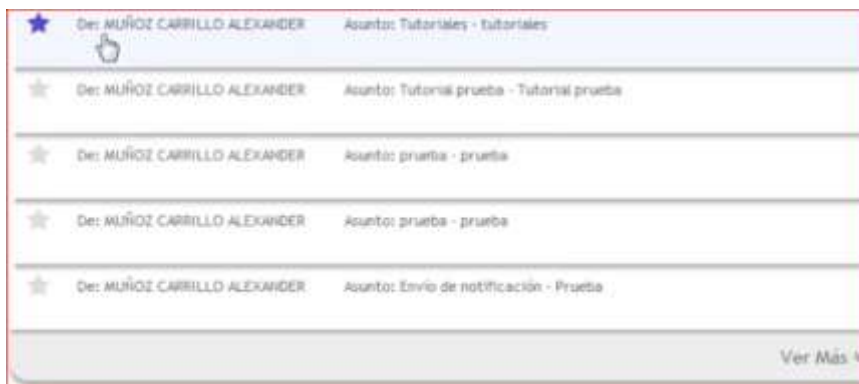 De: MUÑOZ CARRILLO ALEXANDER Asunto: Tutoriales - tutoriales
De: MUÑOZ CARRILLO ALEXANDER Asunto: Tutorial prueba - Tutorial prueba
De: MUÑOZ CARRILLO ALEXANDER Asunto: prueba - prueba
De: MUÑOZ CARRILLO ALEXANDER Asunto: prueba - prueba
De: MUÑOZ CARRILLO ALEXANDER Asunto: Envío de notificación - Prueba
Ver Más